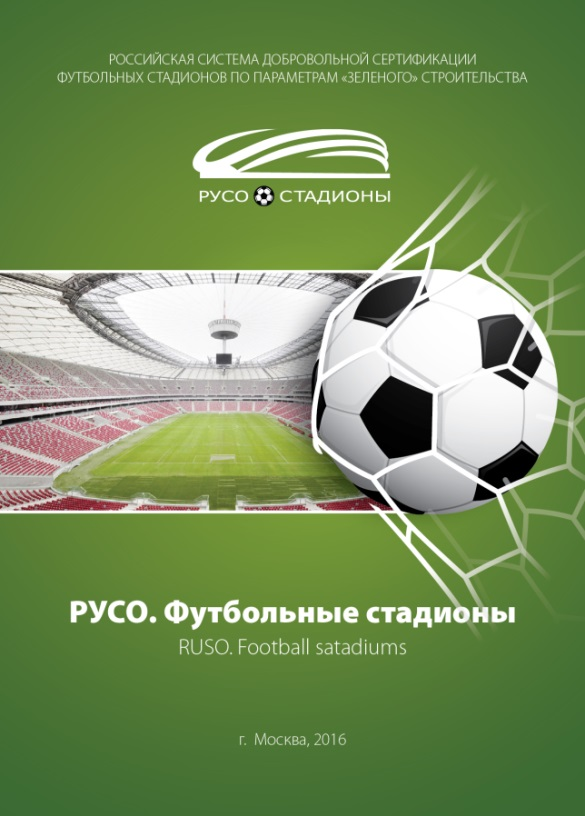 РОССИЙСКАЯ СИСТЕМА ДОБРОВОЛЬНОЙ СЕРТИФИКАЦИИ
ФУТБОЛЬНЫХ СТАДИОНОВ ПО ПАРАМЕТРАМ «ЗЕЛЕНОГО» СТРОИТЕЛЬСТВА
РУСО СТАДИОНЫ
РУСО. Футбольные стадионы
RUSO. Football satadiums
г. Москва, 2016